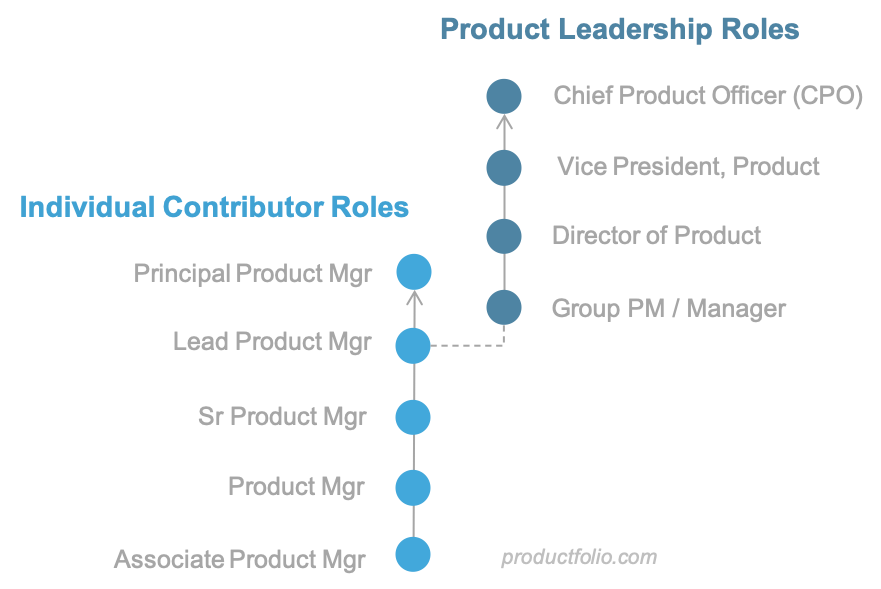 Product Leadership Roles
Chief Product Officer (CPO)
Vice President, Product
Director of Product
Group PM / Manager
Individual Contributor Roles
Principal Product Mgr
Lead Product Mgr
Sr Product Mgr
Product Mgr
Associate Product Mgr
productfolio.com